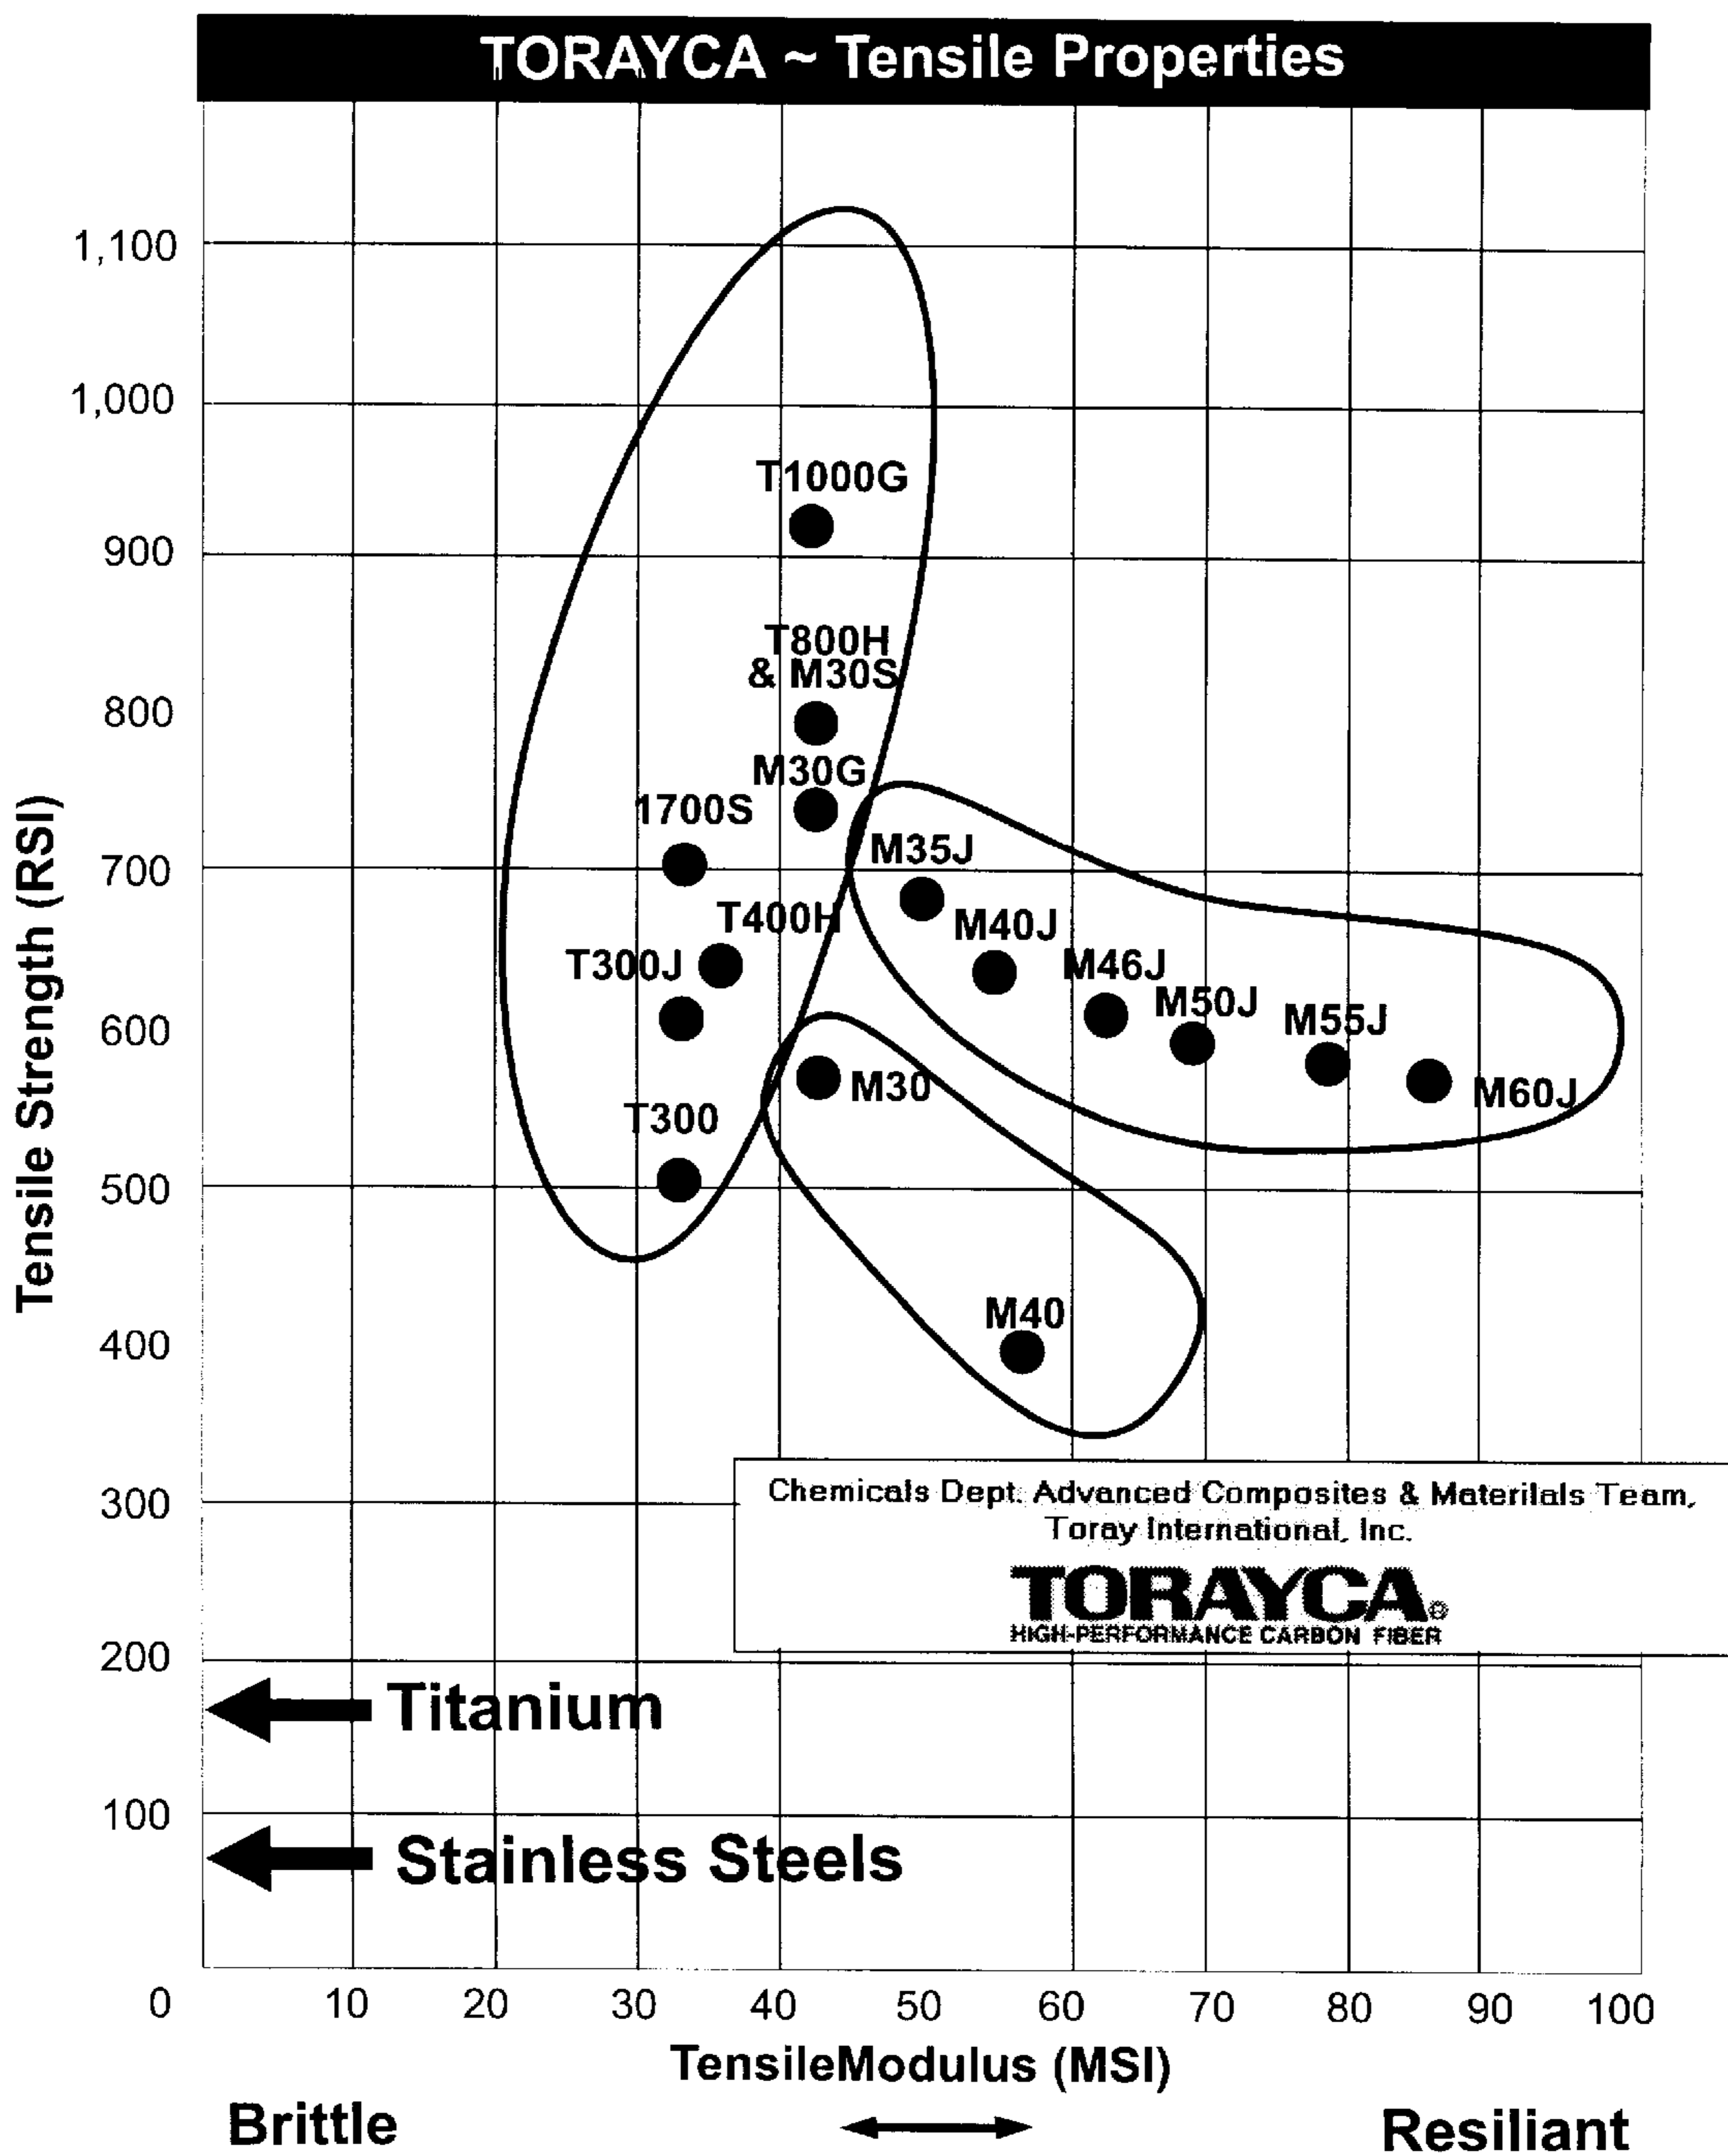 TORAYCA ~ Tensile Properties
1,100
1,000
900
800
700
600
500
400
300
200
100
Tensile Strength (RSI)
T1000G
T800H
& M30S
M30G
1700S
T400H
T300J
T300
M35J
M40J
M46J
M50J
M55J
M60J
M30
M40
Chemicals Dept. Advanced Composites & Materilals Team,
Toray International, Inc.
TORAYCA®
HIGH-PERFORMANCE CARBON FIBER
Titanium
Stainless Steels
0 10 20 30 40 50 60 70 80 90 100
TensileModulus (MSI)
Brittle Resiliant